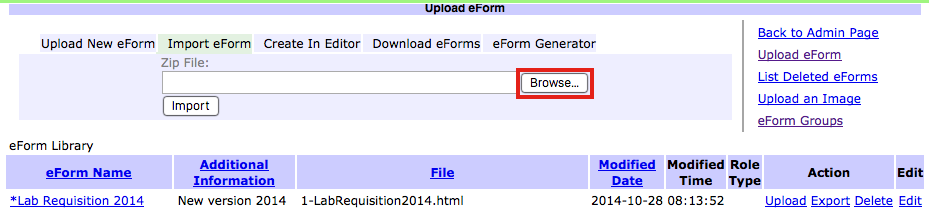 Upload eForm
Upload New eForm Import eForm Create In Editor Download eForms eForm Generator
Zip File:
Browse...
Import
Back to Admin Page
Upload eForm
List Deleted eForms
Upload an Image
eForm Groups
eForm Library
eForm Name Additional Information File Modified Date Modified Time Role Type Action Edit
*Lab Requisition 2014 New version 2014 1-LabRequisition2014.html 2014-10-28 08:13:52 Upload Export Delete Edit